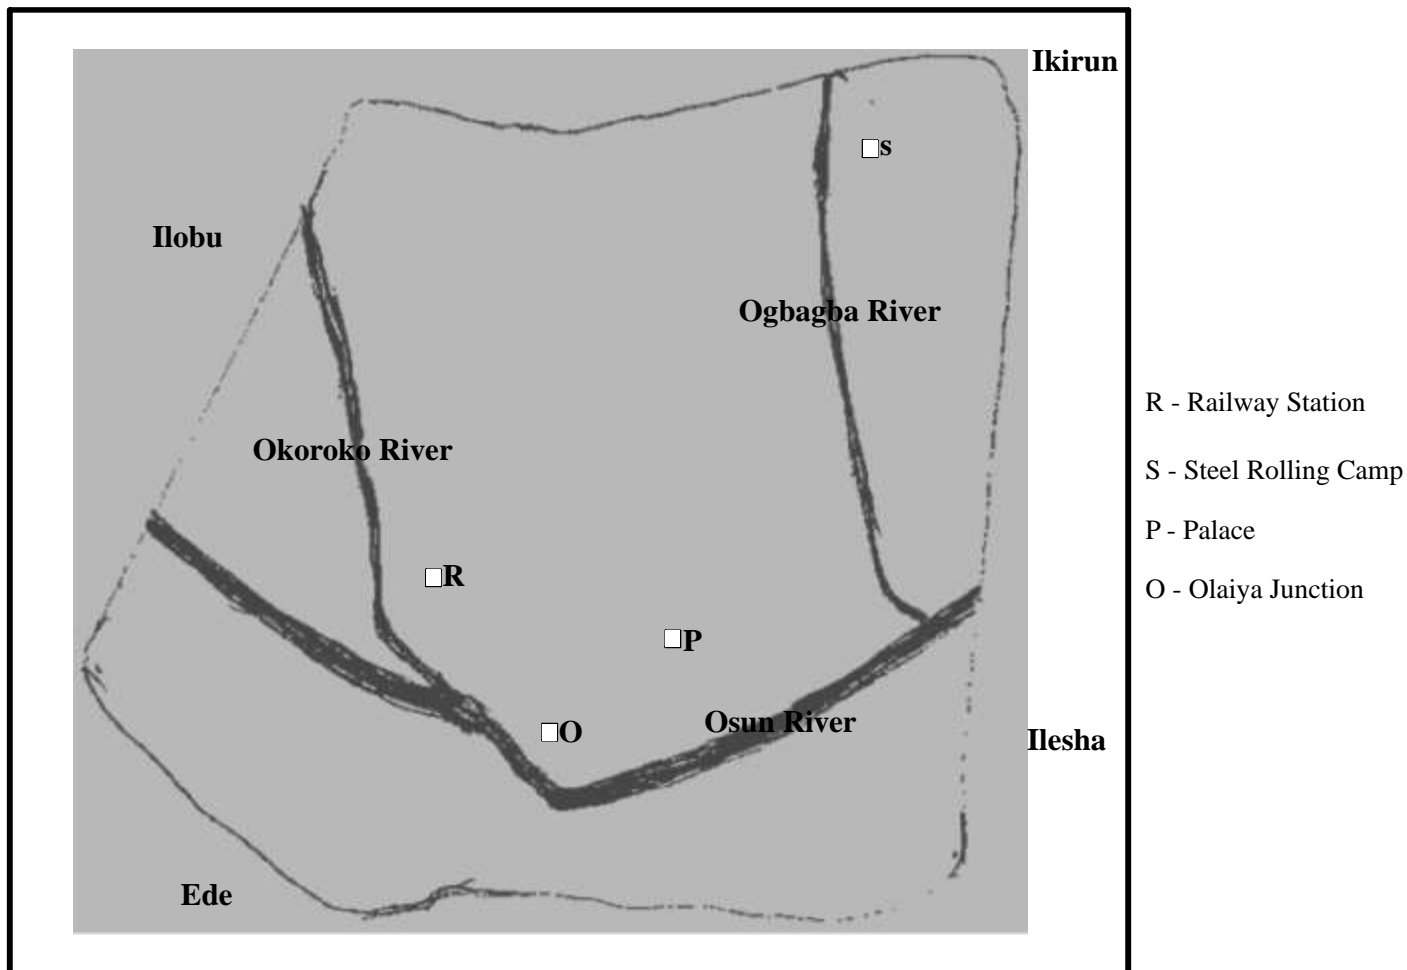 Ikirun
s
Ilobu
Ogbagba River
R - Railway Station
Okoroko River
S - Steel Rolling Camp
P - Palace
R
O - Olaiya Junction
P
Osun River
O
Ilesha
Ede